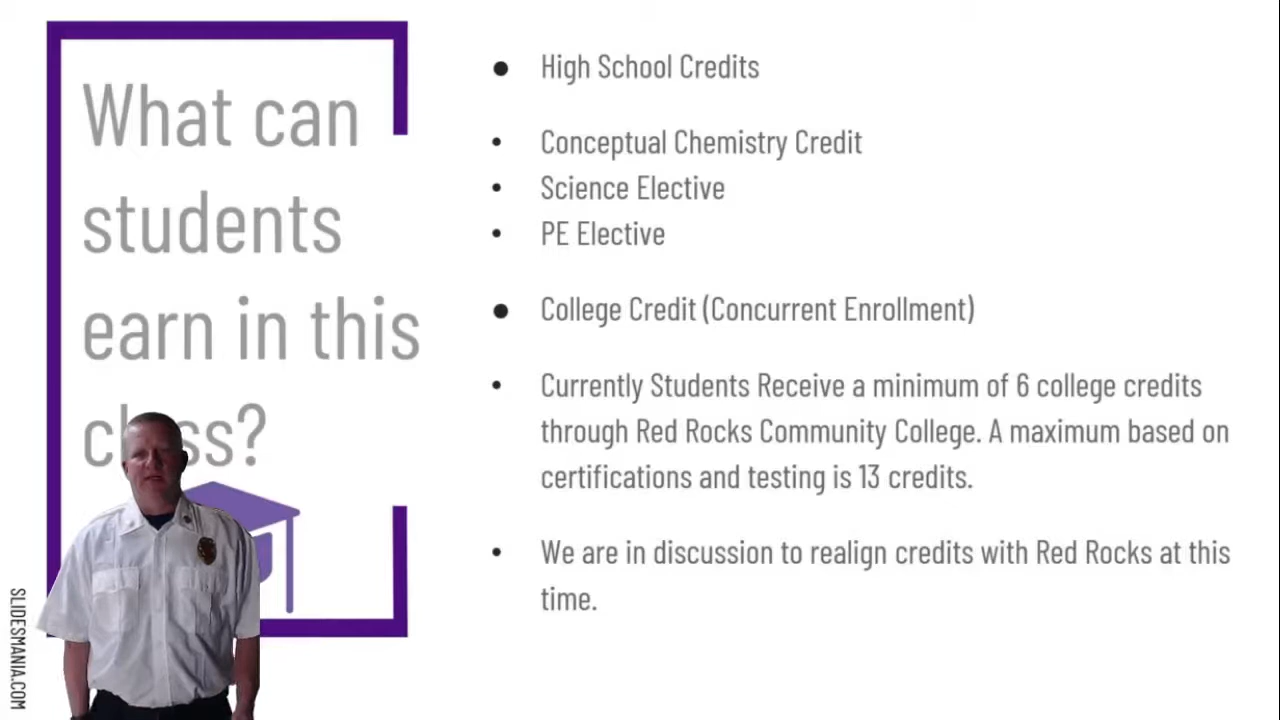 What can
students
earn in this
class?
● High School Credits
• Conceptual Chemistry Credit
• Science Elective
• PE Elective
● College Credit (Concurrent Enrollment)
• Currently Students Receive a minimum of 6 college credits
through Red Rocks Community College. A maximum based on
certifications and testing is 13 credits.
• We are in discussion to realign credits with Red Rocks at this
time.
SLIDESMANIA.COM